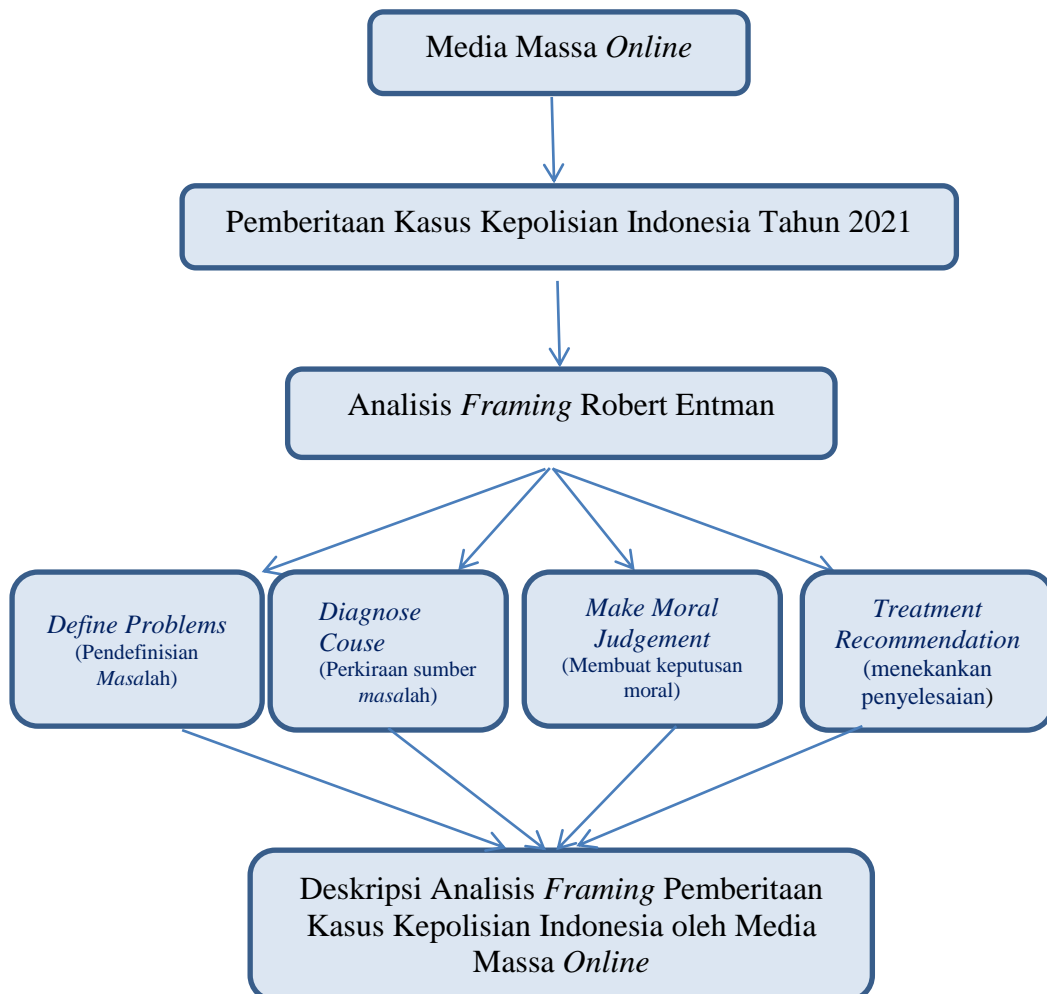 Media Massa Online
Pemberitaan Kasus Kepolisian Indonesia Tahun 2021
Analisis Framing Robert Entman
Define Problems
(Pendefinisian
Masalah)
Diagnose
Couse
(Perkiraan sumber
masalah)
Make Moral
Judgement
(Membuat keputusan
moral)
Treatment
Recommendation
(menekankan
penyelesaian)
Deskripsi Analisis Framing Pemberitaan
Kasus Kepolisian Indonesia oleh Media
Massa Online